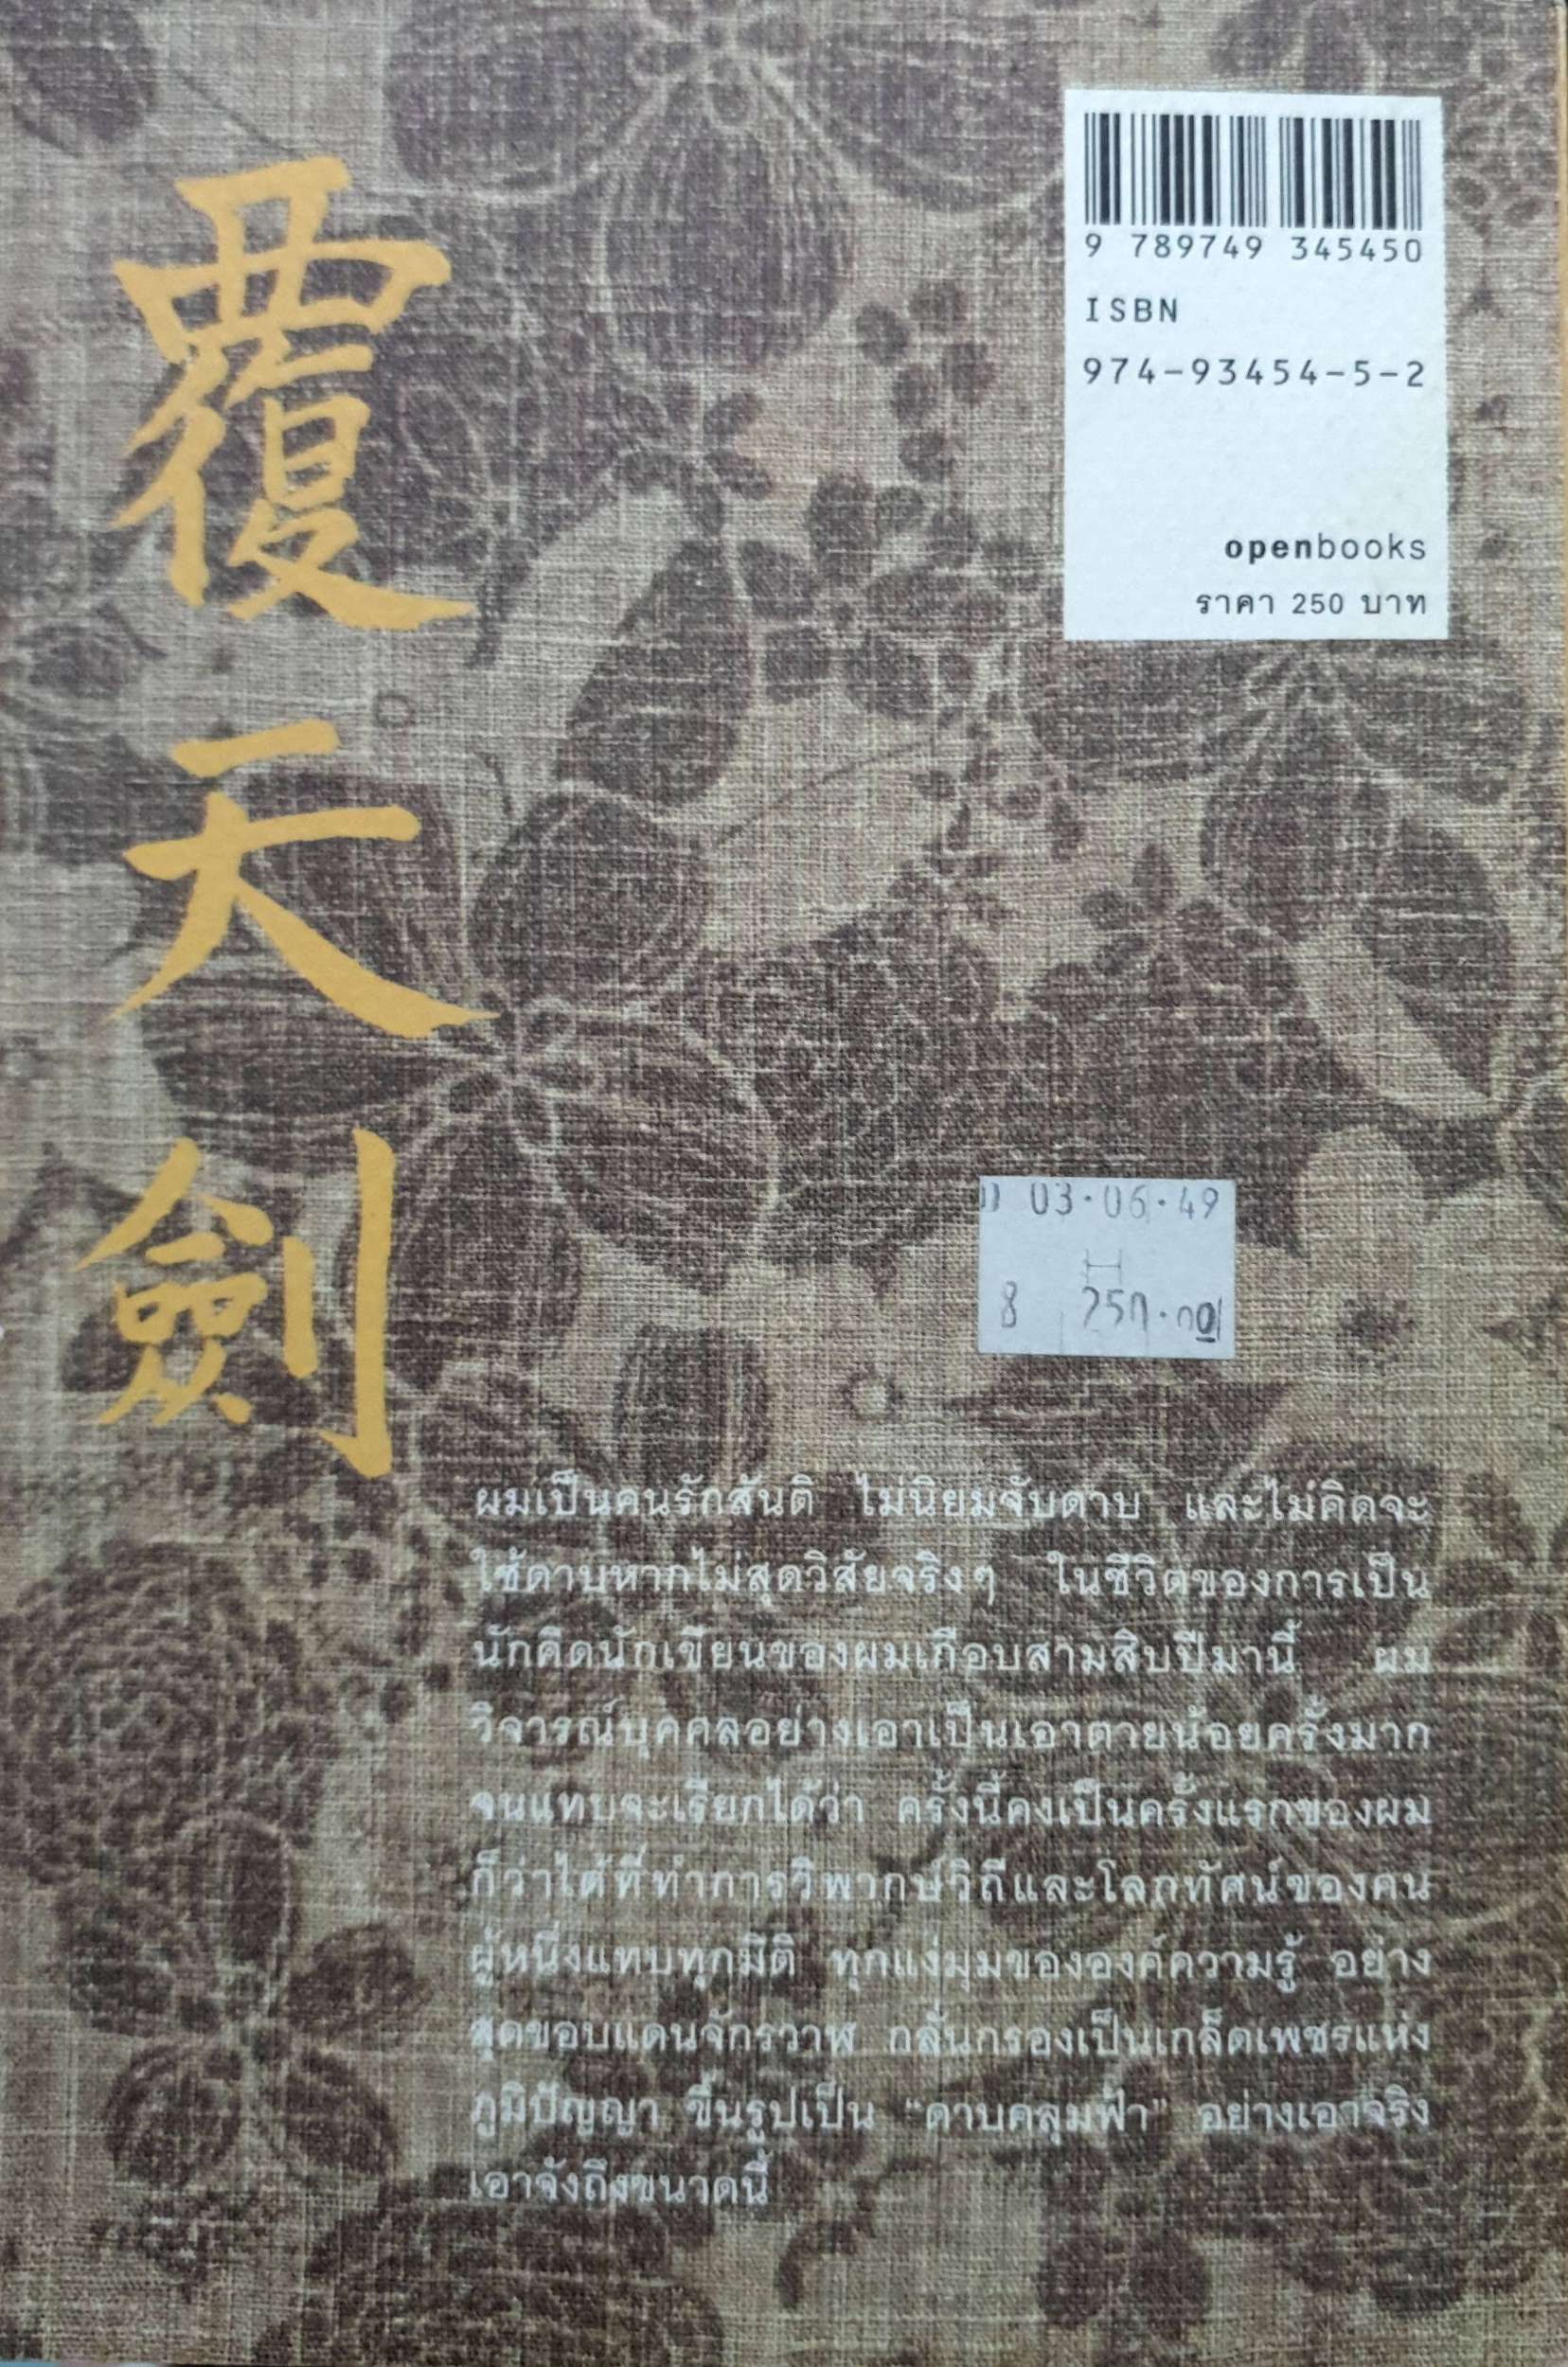 覆天劍
9 789749 345450
ISBN
974-93454-5-2
openbooks
ราคา 250 บาท
03·06·49
8 250·00
ผมเป็นคนรักสันติ ไม่นิยมจับดาบ และไม่คิดจะ
ใช้ดาบหากไม่สุดวิสัยจริงๆ ในชีวิตของการเป็น
นักคิดนักเขียนของผมเกือบสามสิบปีมานี้ ผม
วิจารณ์บุคคลอย่างเอาเป็นเอาตายน้อยครั้งมาก
จนแทบจะเรียกได้ว่า ครั้งนี้คงเป็นครั้งแรกของผม
ก็ว่าได้ที่ทำการวิพากษ์วิถีและโลกทัศน์ของคน
ผู้หนึ่งแทบทุกมิติ ทุกแง่มุมขององค์ความรู้ อย่าง
สุดขอบแดนจักรวาฬ กลั่นกรองเป็นเกล็ดเพชรแห่ง
ภูมิปัญญา ขึ้นรูปเป็น "ดาบคลุมฟ้า" อย่างเอาจริง
เอาจังถึงขนาดนี้